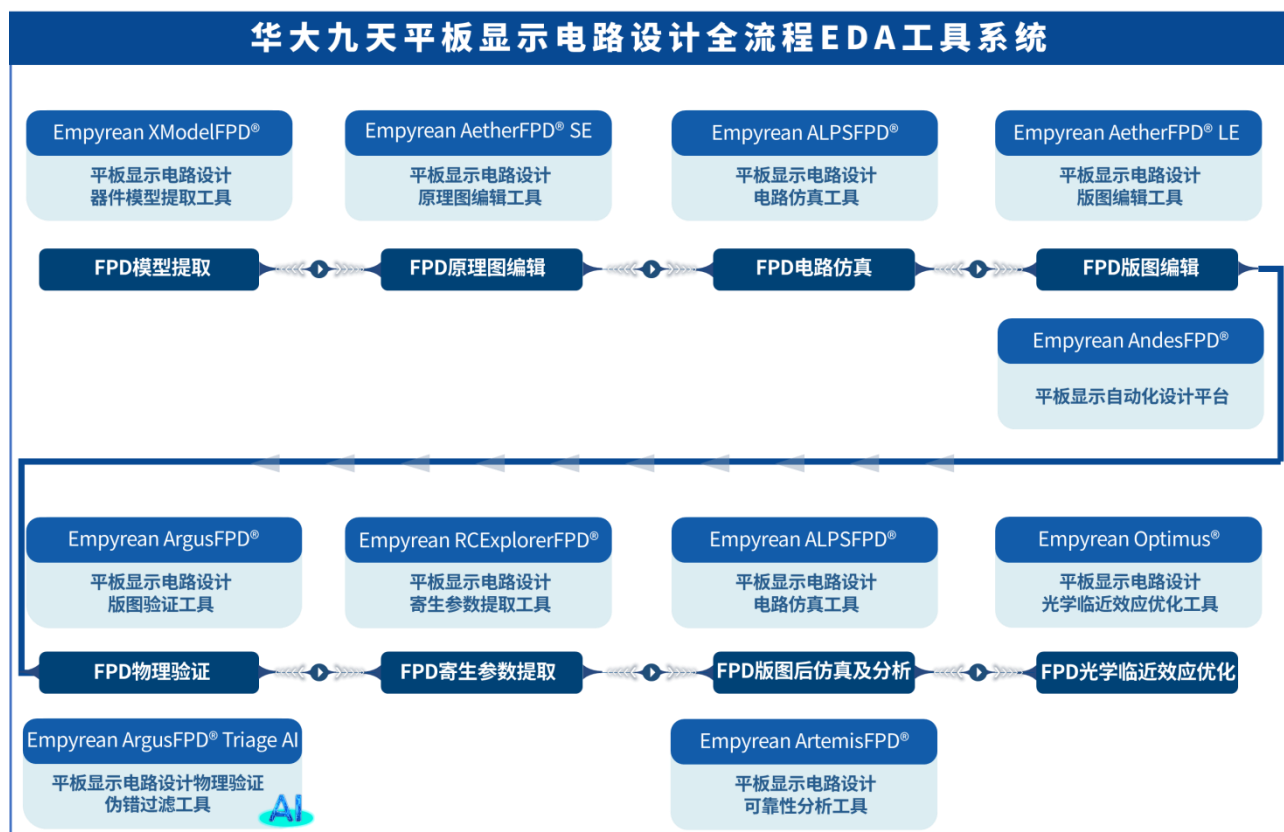 华大九天平板显示电路设计全流程EDA工具系统
Empyrean XModelFPD®
平板显示电路设计
器件模型提取工具
Empyrean AetherFPD® SE
平板显示电路设计
原理图编辑工具
Empyrean ALPSFPD®
平板显示电路设计
电路仿真工具
Empyrean AetherFPD® LE
平板显示电路设计
版图编辑工具
FPD模型提取
FPD原理图编辑
FPD电路仿真
FPD版图编辑
Empyrean AndesFPD®
平板显示自动化设计平台
Empyrean ArgusFPD®
平板显示电路设计
版图验证工具
Empyrean RCExplorerFPD®
平板显示电路设计
寄生参数提取工具
Empyrean ALPSFPD®
平板显示电路设计
电路仿真工具
Empyrean Optimus®
平板显示电路设计
光学临近效应优化工具
FPD物理验证
FPD寄生参数提取
FPD版图后仿真及分析
FPD光学临近效应优化
Empyrean ArgusFPD® Triage AI
平板显示电路设计物理验证
伪错过滤工具
AI
Empyrean ArtemisFPD®
平板显示电路设计
可靠性分析工具